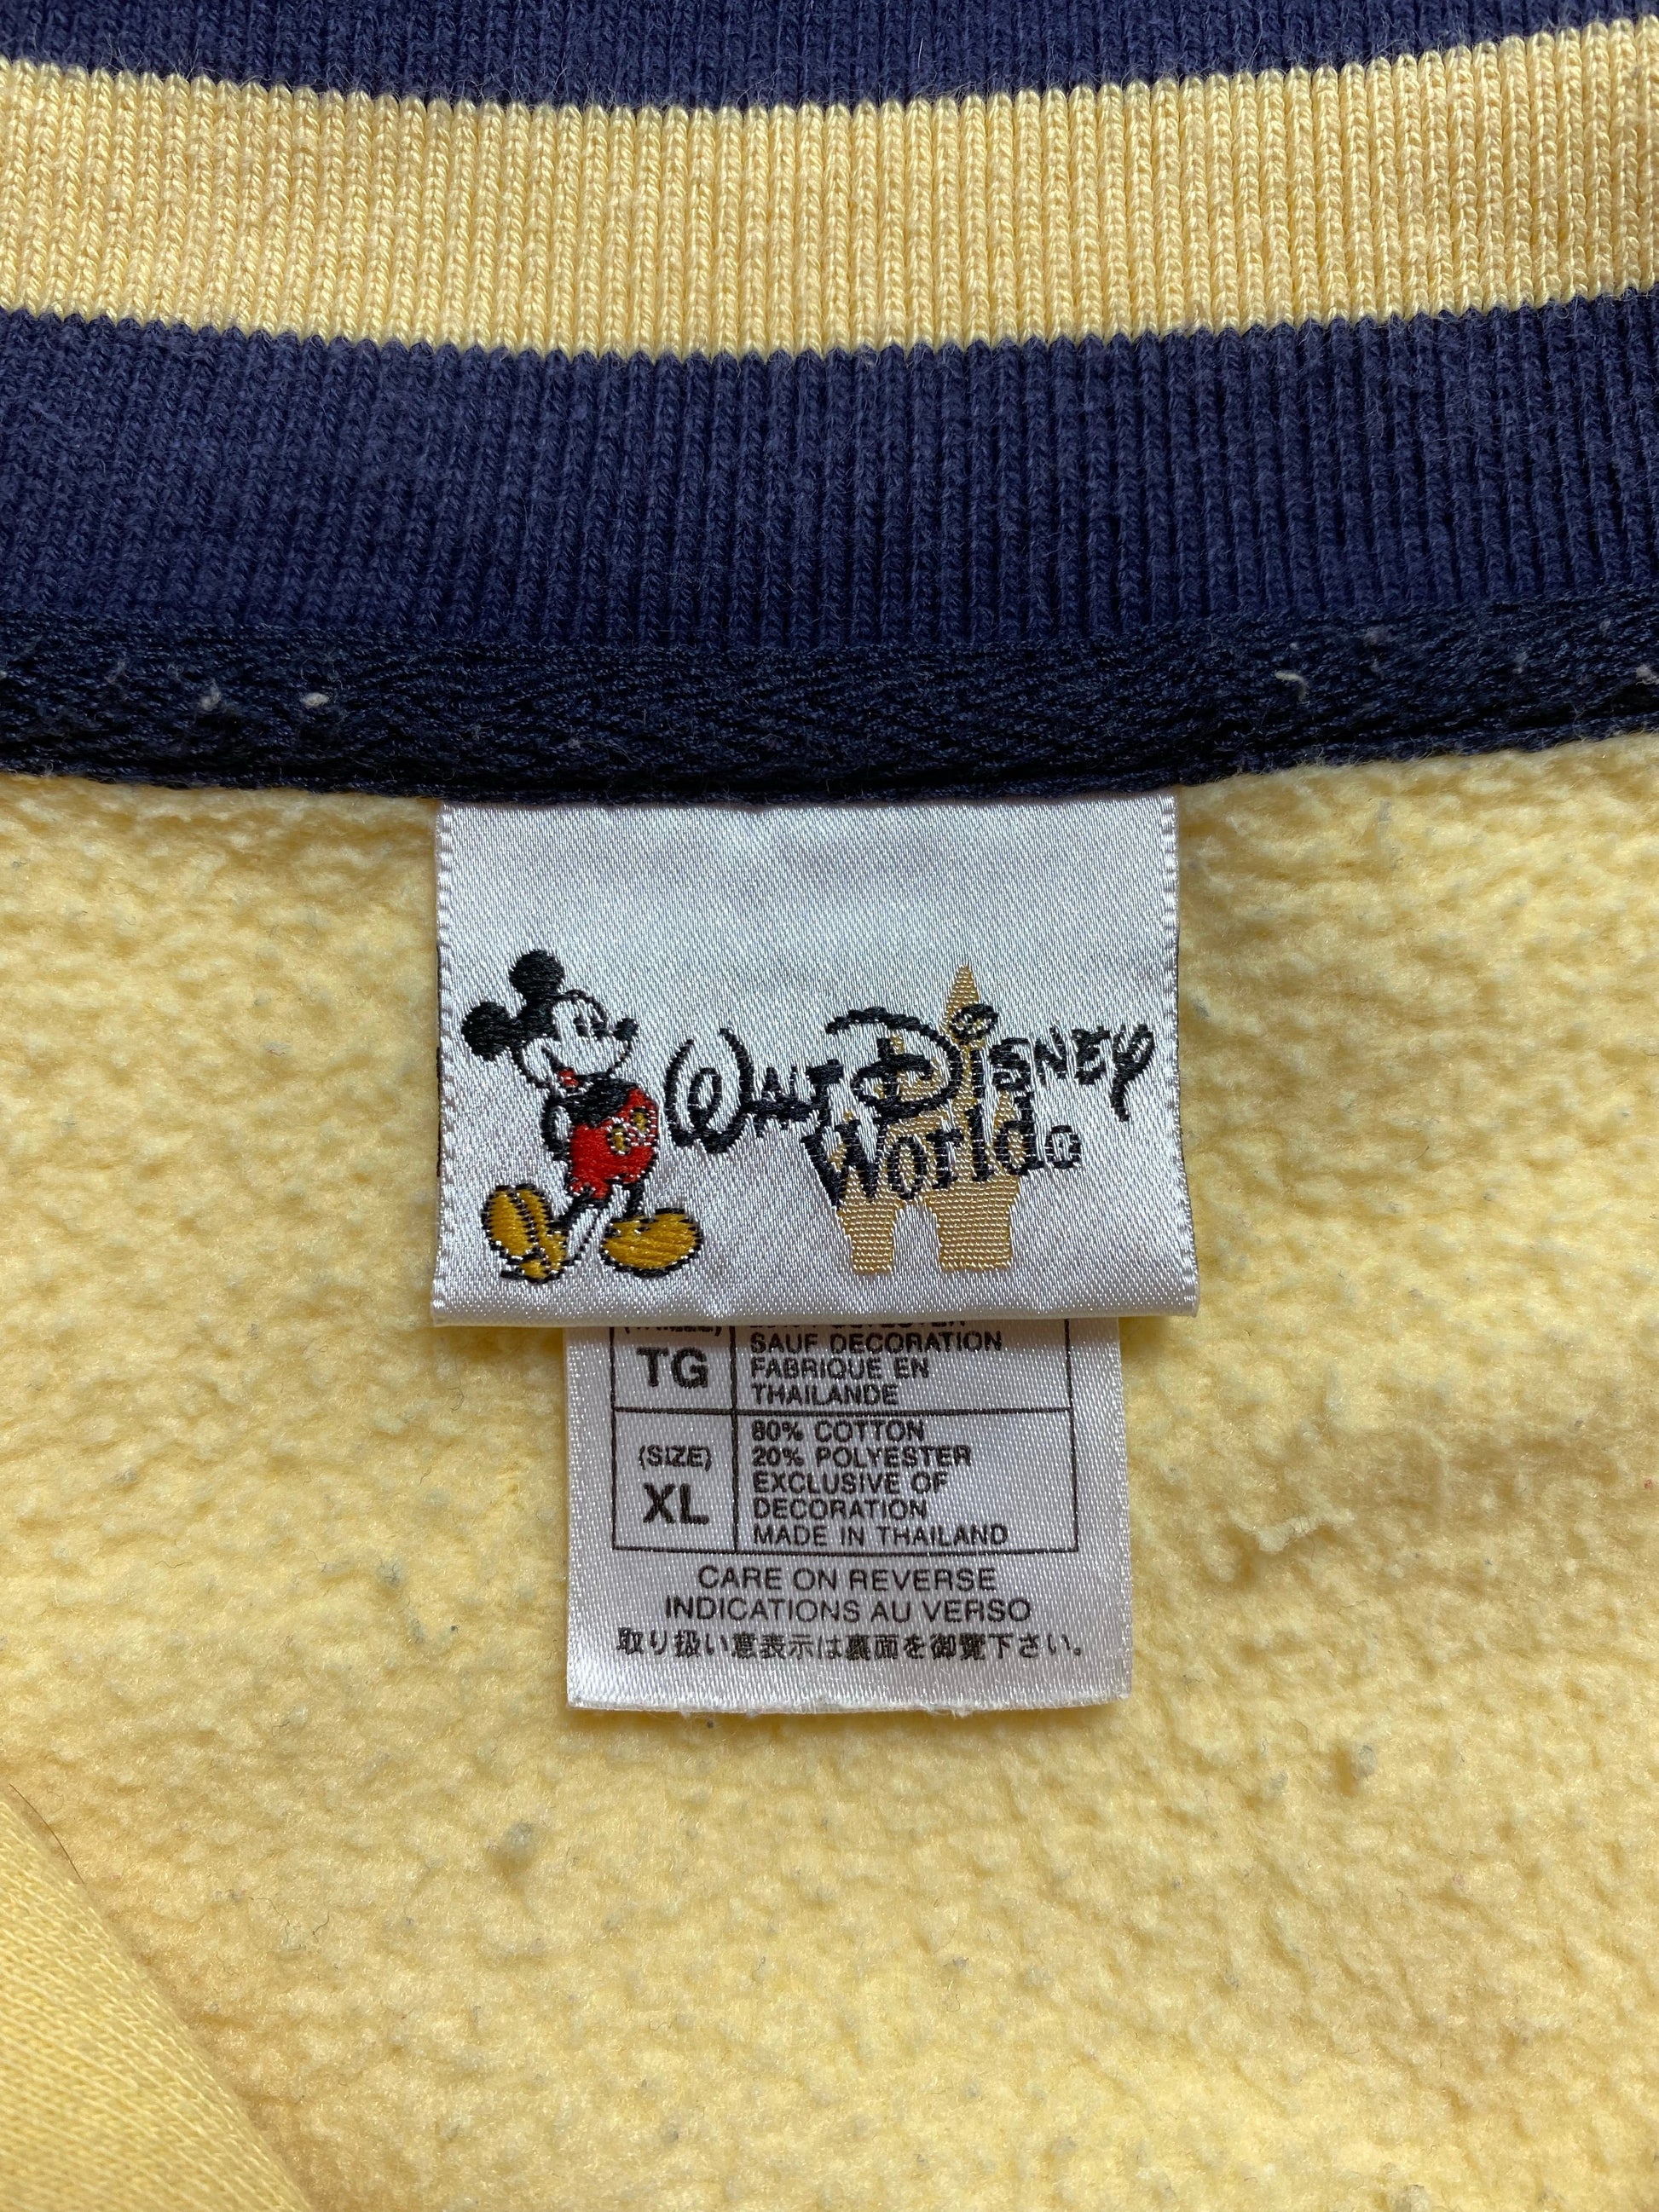 WALT DISNEY
World®
TG
SAUF DECORATION
FABRIQUE EN
THAILANDE
(SIZE)
XL
80% COTTON
20% POLYESTER
EXCLUSIVE OF
DECORATION
MADE IN THAILAND
CARE ON REVERSE
INDICATIONS AU VERSO
取り扱い意表示は裏面を御覧下さい。